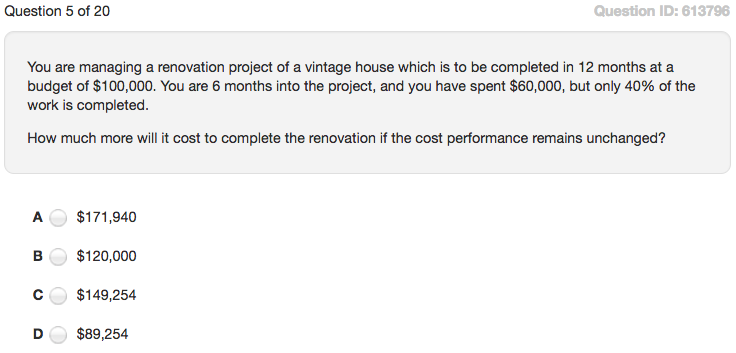 Question 5 of 20
Question ID: 613796
You are managing a renovation project of a vintage house which is to be completed in 12 months at a
budget of $100,000. You are 6 months into the project, and you have spent $60,000, but only 40% of the
work is completed.
How much more will it cost to complete the renovation if the cost performance remains unchanged?
A $171,940
B $120,000
C $149,254
D $89,254